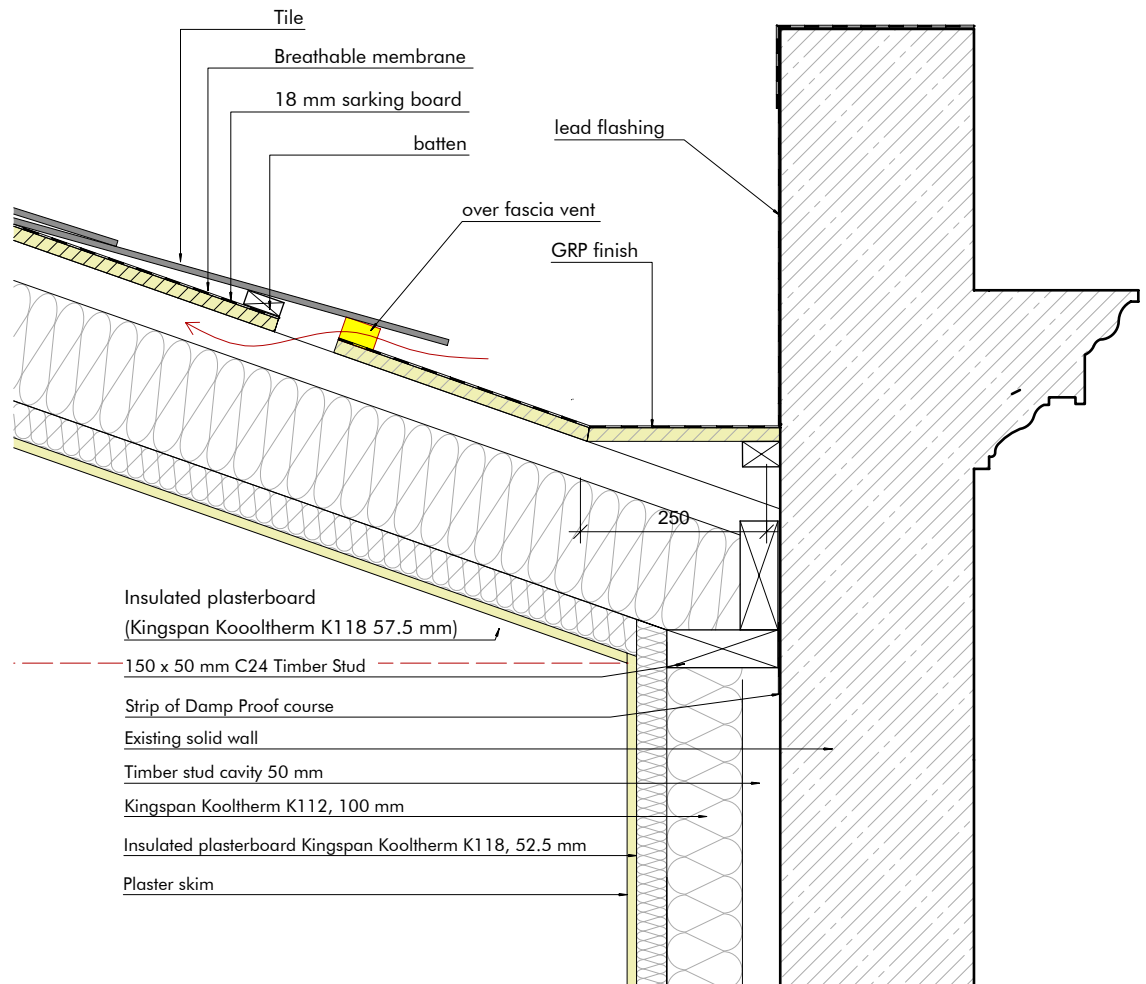 Tile
Breathable membrane
18 mm sarking board
batten
lead flashing
over fascia vent
GRP finish
250
Insulated plasterboard
(Kingspan Koooltherm K118 57.5 mm)
150 x 50 mm C24 Timber Stud
Strip of Damp Proof course
Existing solid wall
Timber stud cavity 50 mm
Kingspan Kooltherm K112, 100 mm
Insulated plasterboard Kingspan Kooltherm K118, 52.5 mm
Plaster skim